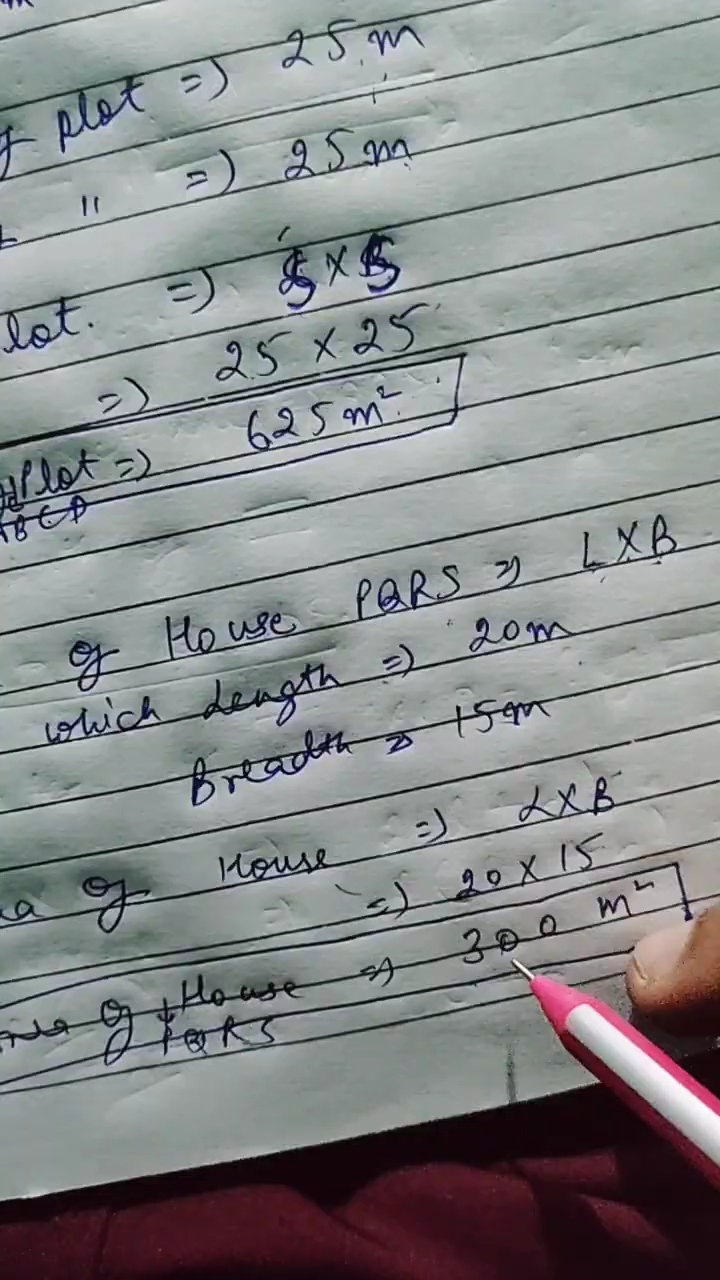 plot => 25 m
" => 25 m
lot. => S X S
=> 25 X 25
Plot => 625 m²
ABCD
of House PQRS => L X B
which Length => 20m
Breadth => 15m
of House => L X B
=> 20 X 15
of House => 300 m²
PQRS